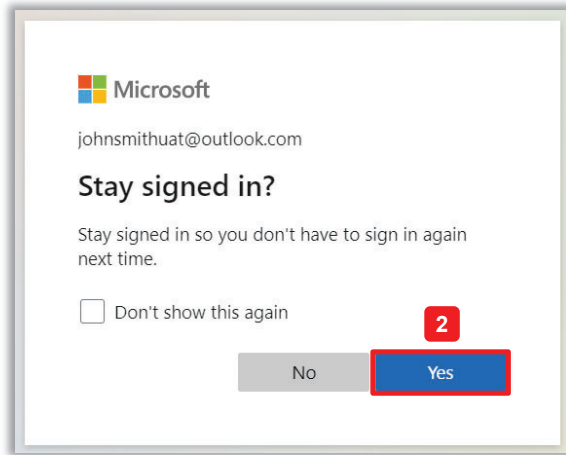 Microsoft
johnsmithuat@outlook.com
Stay signed in?
Stay signed in so you don't have to sign in again
next time.
Don't show this again
2
No
Yes